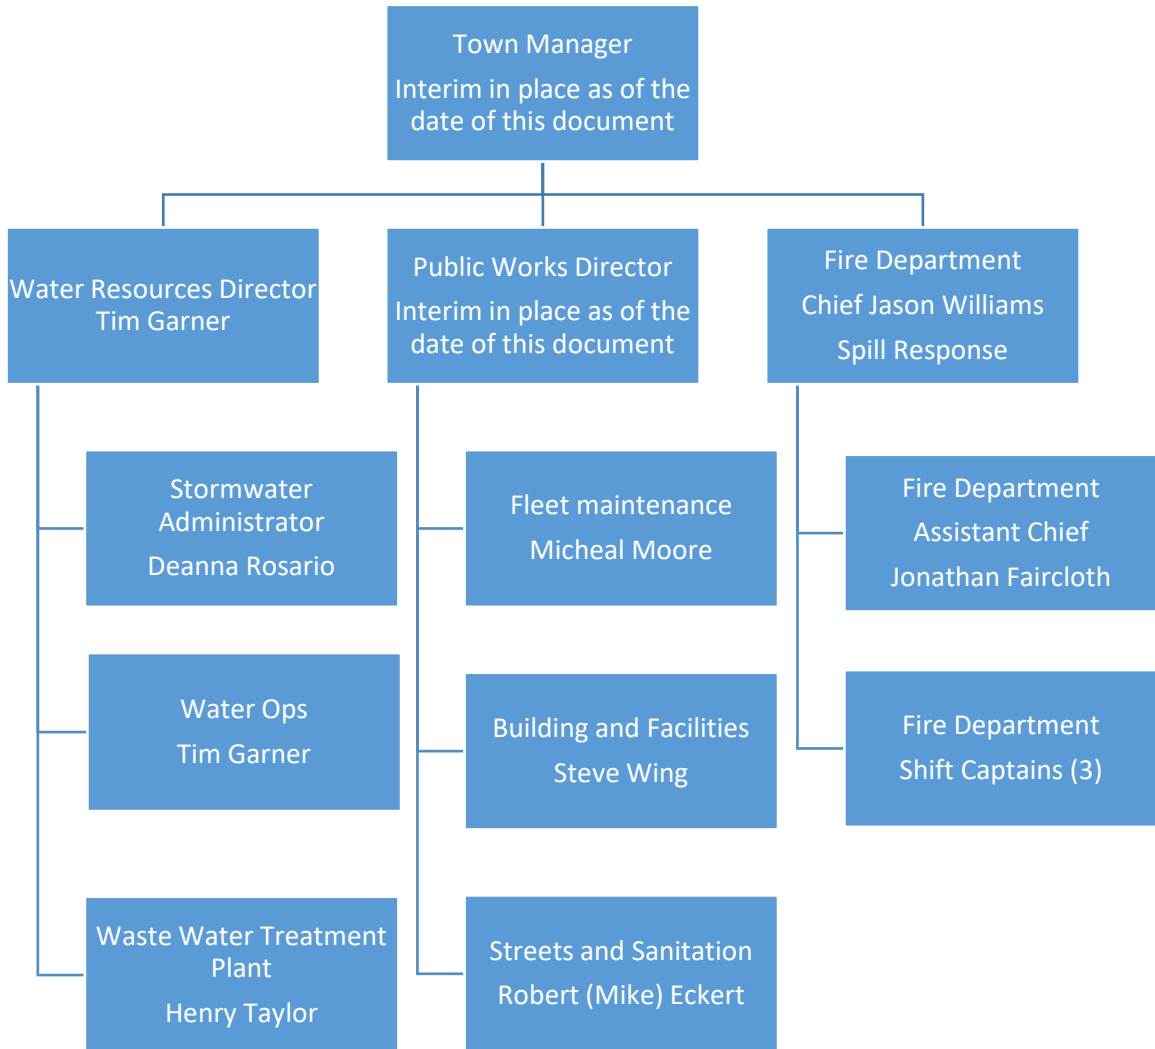 Town Manager
Interim in place as of the
date of this document
Water Resources Director
Tim Garner
Public Works Director
Interim in place as of the
date of this document
Fire Department
Chief Jason Williams
Spill Response
Stormwater
Administrator
Deanna Rosario
Fleet maintenance
Micheal Moore
Fire Department
Assistant Chief
Jonathan Faircloth
Water Ops
Tim Garner
Building and Facilities
Steve Wing
Fire Department
Shift Captains (3)
Waste Water Treatment
Plant
Henry Taylor
Streets and Sanitation
Robert (Mike) Eckert